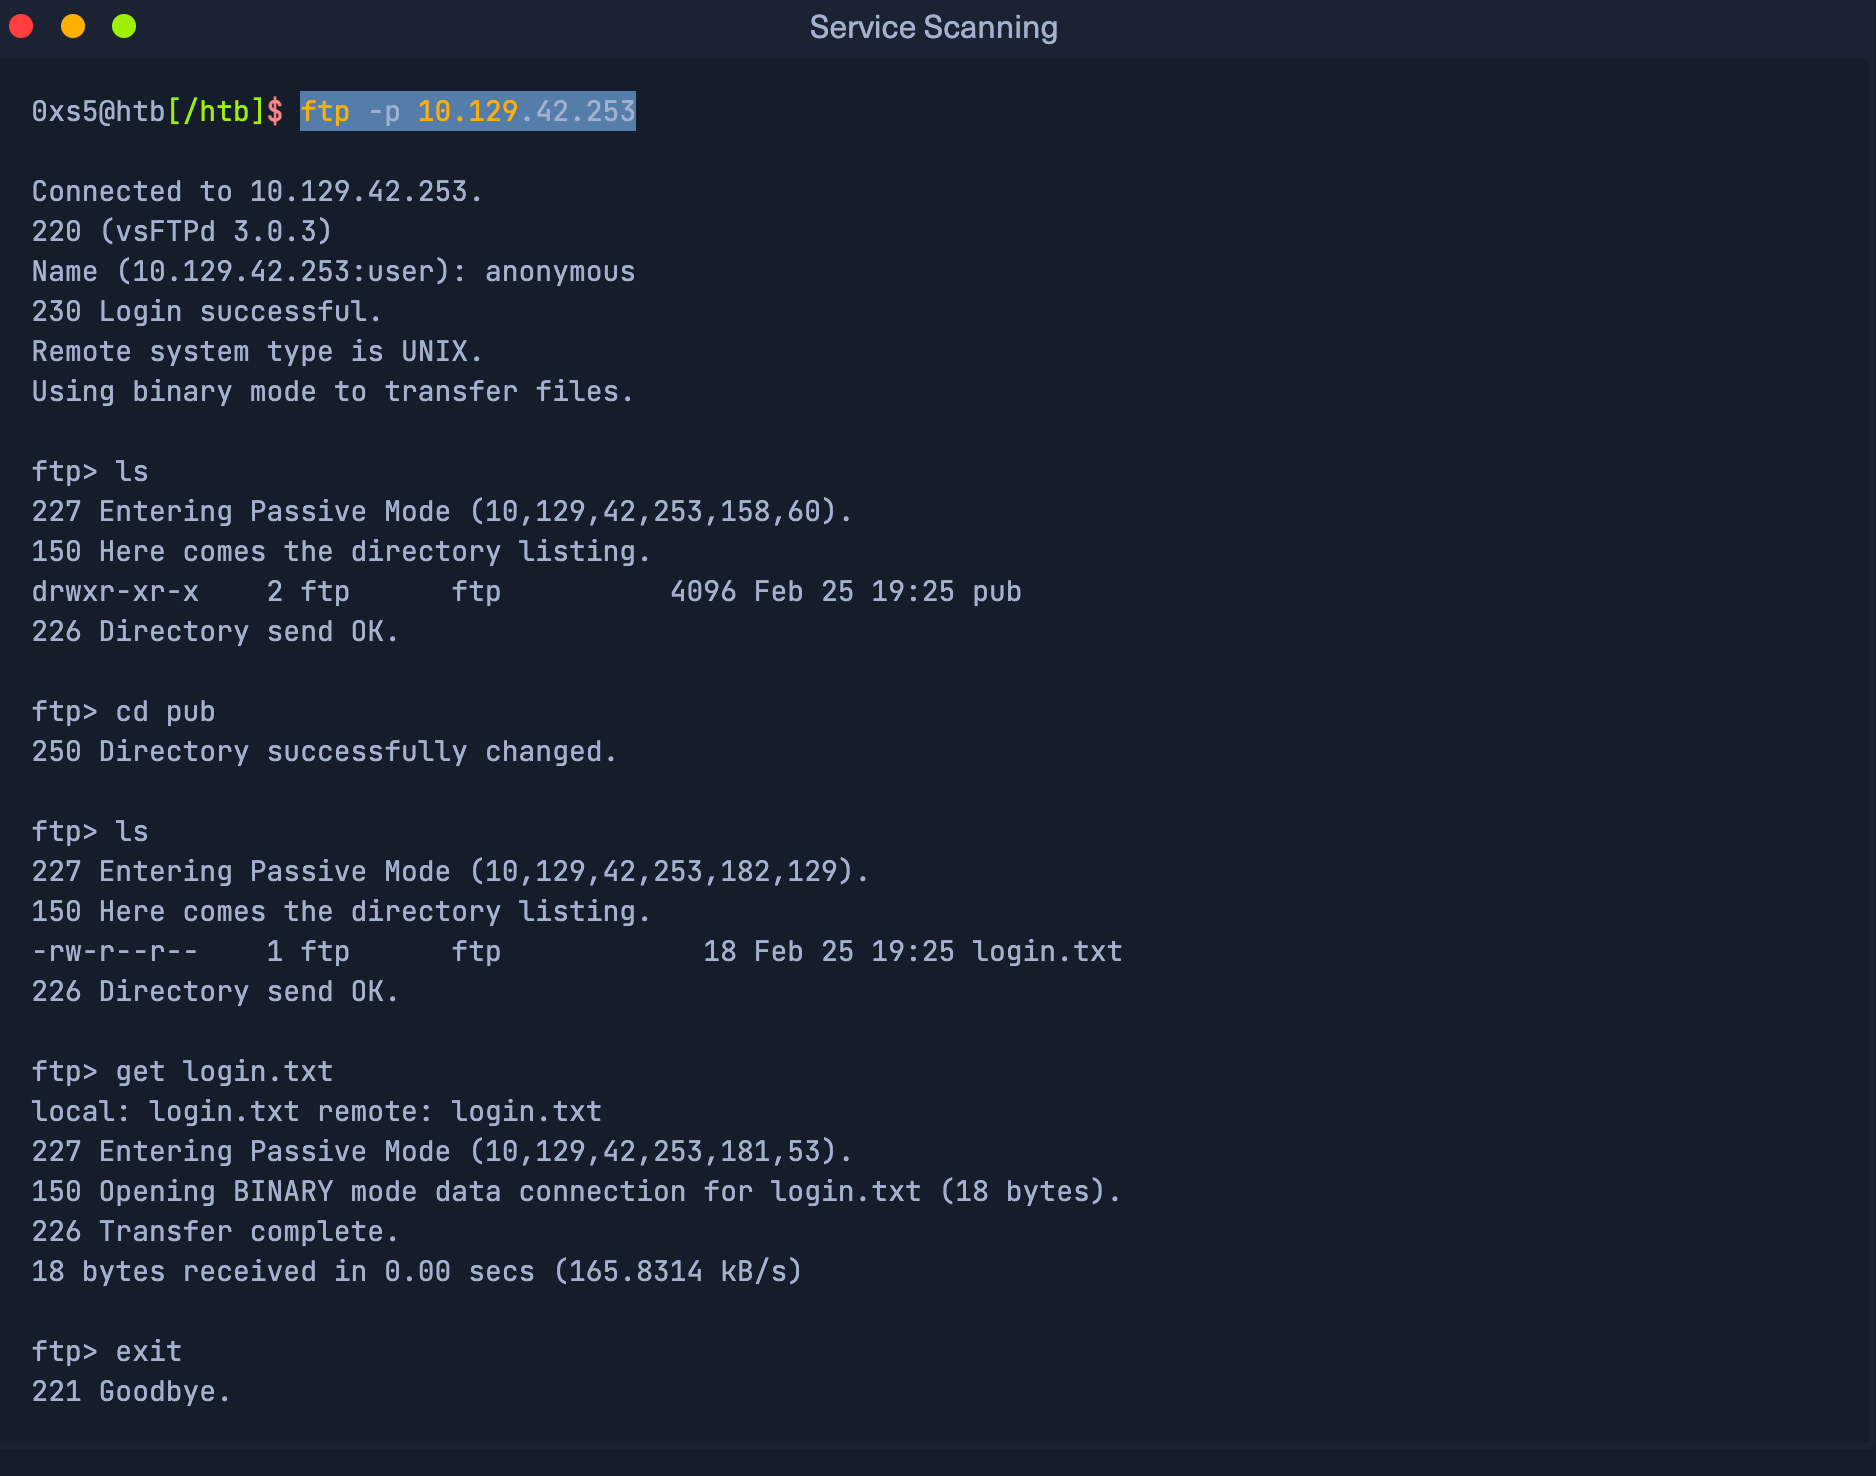 Service Scanning
0xs5@htb[/htb]$ ftp -p 10.129.42.253
Connected to 10.129.42.253.
220 (vsFTPd 3.0.3)
Name (10.129.42.253:user): anonymous
230 Login successful.
Remote system type is UNIX.
Using binary mode to transfer files.
ftp> ls
227 Entering Passive Mode (10,129,42,253,158,60).
150 Here comes the directory listing.
drwxr-xr-x    2 ftp      ftp          4096 Feb 25 19:25 pub
226 Directory send OK.
ftp> cd pub
250 Directory successfully changed.
ftp> ls
227 Entering Passive Mode (10,129,42,253,182,129).
150 Here comes the directory listing.
-rw-r--r--    1 ftp      ftp            18 Feb 25 19:25 login.txt
226 Directory send OK.
ftp> get login.txt
local: login.txt remote: login.txt
227 Entering Passive Mode (10,129,42,253,181,53).
150 Opening BINARY mode data connection for login.txt (18 bytes).
226 Transfer complete.
18 bytes received in 0.00 secs (165.8314 kB/s)
ftp> exit
221 Goodbye.